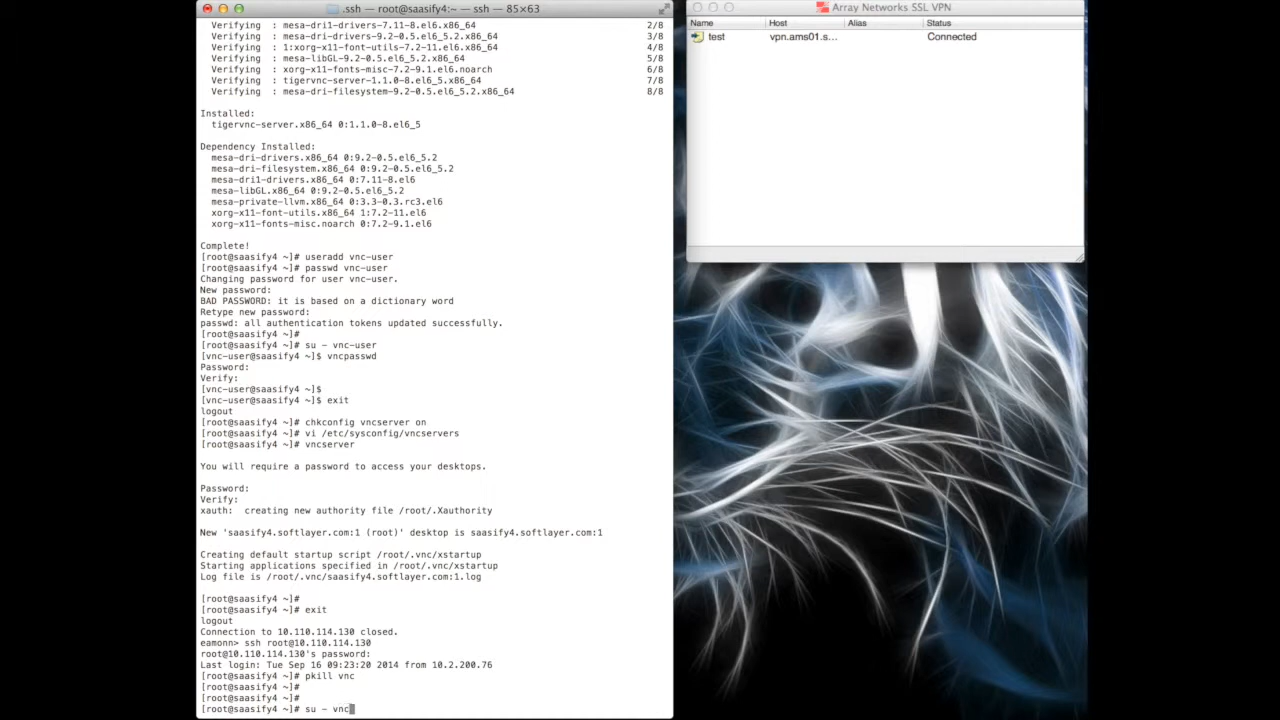 .ssh — root@saasify4:~ — ssh — 85×63
Verifying  : mesa-dri1-drivers-7.11-8.el6.x86_64 2/8
Verifying  : mesa-dri-drivers-9.2-0.5.el6_5.2.x86_64 3/8
Verifying  : 1:xorg-x11-font-utils-7.2-11.el6.x86_64 4/8
Verifying  : mesa-libGL-9.2-0.5.el6_5.2.x86_64 5/8
Verifying  : xorg-x11-fonts-misc-7.2-9.1.el6.noarch 6/8
Verifying  : tigervnc-server-1.1.0-8.el6_5.x86_64 7/8
Verifying  : mesa-dri-filesystem-9.2-0.5.el6_5.2.x86_64 8/8
Installed:
tigervnc-server.x86_64 0:1.1.0-8.el6_5
Dependency Installed:
mesa-dri-drivers.x86_64 0:9.2-0.5.el6_5.2
mesa-dri-filesystem.x86_64 0:9.2-0.5.el6_5.2
mesa-dri1-drivers.x86_64 0:7.11-8.el6
mesa-libGL.x86_64 0:9.2-0.5.el6_5.2
mesa-private-llvm.x86_64 0:3.3-0.3.rc3.el6
xorg-x11-font-utils.x86_64 1:7.2-11.el6
xorg-x11-fonts-misc.noarch 0:7.2-9.1.el6
Complete!
[root@saasify4 ~]# useradd vnc-user
[root@saasify4 ~]# passwd vnc-user
Changing password for user vnc-user.
New password:
BAD PASSWORD: it is based on a dictionary word
Retype new password:
passwd: all authentication tokens updated successfully.
[root@saasify4 ~]#
[root@saasify4 ~]# su - vnc-user
[vnc-user@saasify4 ~]$ vncpasswd
Password:
Verify:
[vnc-user@saasify4 ~]$
[vnc-user@saasify4 ~]$ exit
logout
[root@saasify4 ~]# chkconfig vncserver on
[root@saasify4 ~]# vi /etc/sysconfig/vncservers
[root@saasify4 ~]# vncserver
You will require a password to access your desktops.
Password:
Verify:
xauth:  creating new authority file /root/.Xauthority
New 'saasify4.softlayer.com:1 (root)' desktop is saasify4.softlayer.com:1
Creating default startup script /root/.vnc/xstartup
Starting applications specified in /root/.vnc/xstartup
Log file is /root/.vnc/saasify4.softlayer.com:1.log
[root@saasify4 ~]#
[root@saasify4 ~]# exit
logout
Connection to 10.110.114.130 closed.
eamonn> ssh root@10.110.114.130
root@10.110.114.130's password:
Last login: Tue Sep 16 09:23:20 2014 from 10.2.200.76
[root@saasify4 ~]# pkill vnc
[root@saasify4 ~]#
[root@saasify4 ~]#
[root@saasify4 ~]# su - vnc
Array Networks SSL VPN
Name Host Alias Status
test vpn.ams01.s... Connected